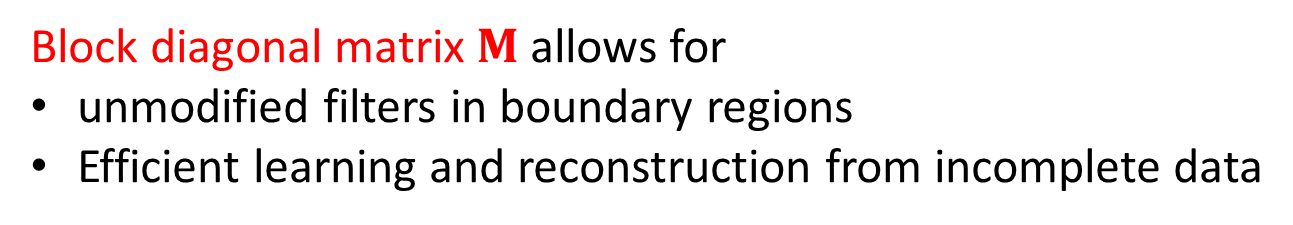 Block diagonal matrix M allows for
• unmodified filters in boundary regions
• Efficient learning and reconstruction from incomplete data